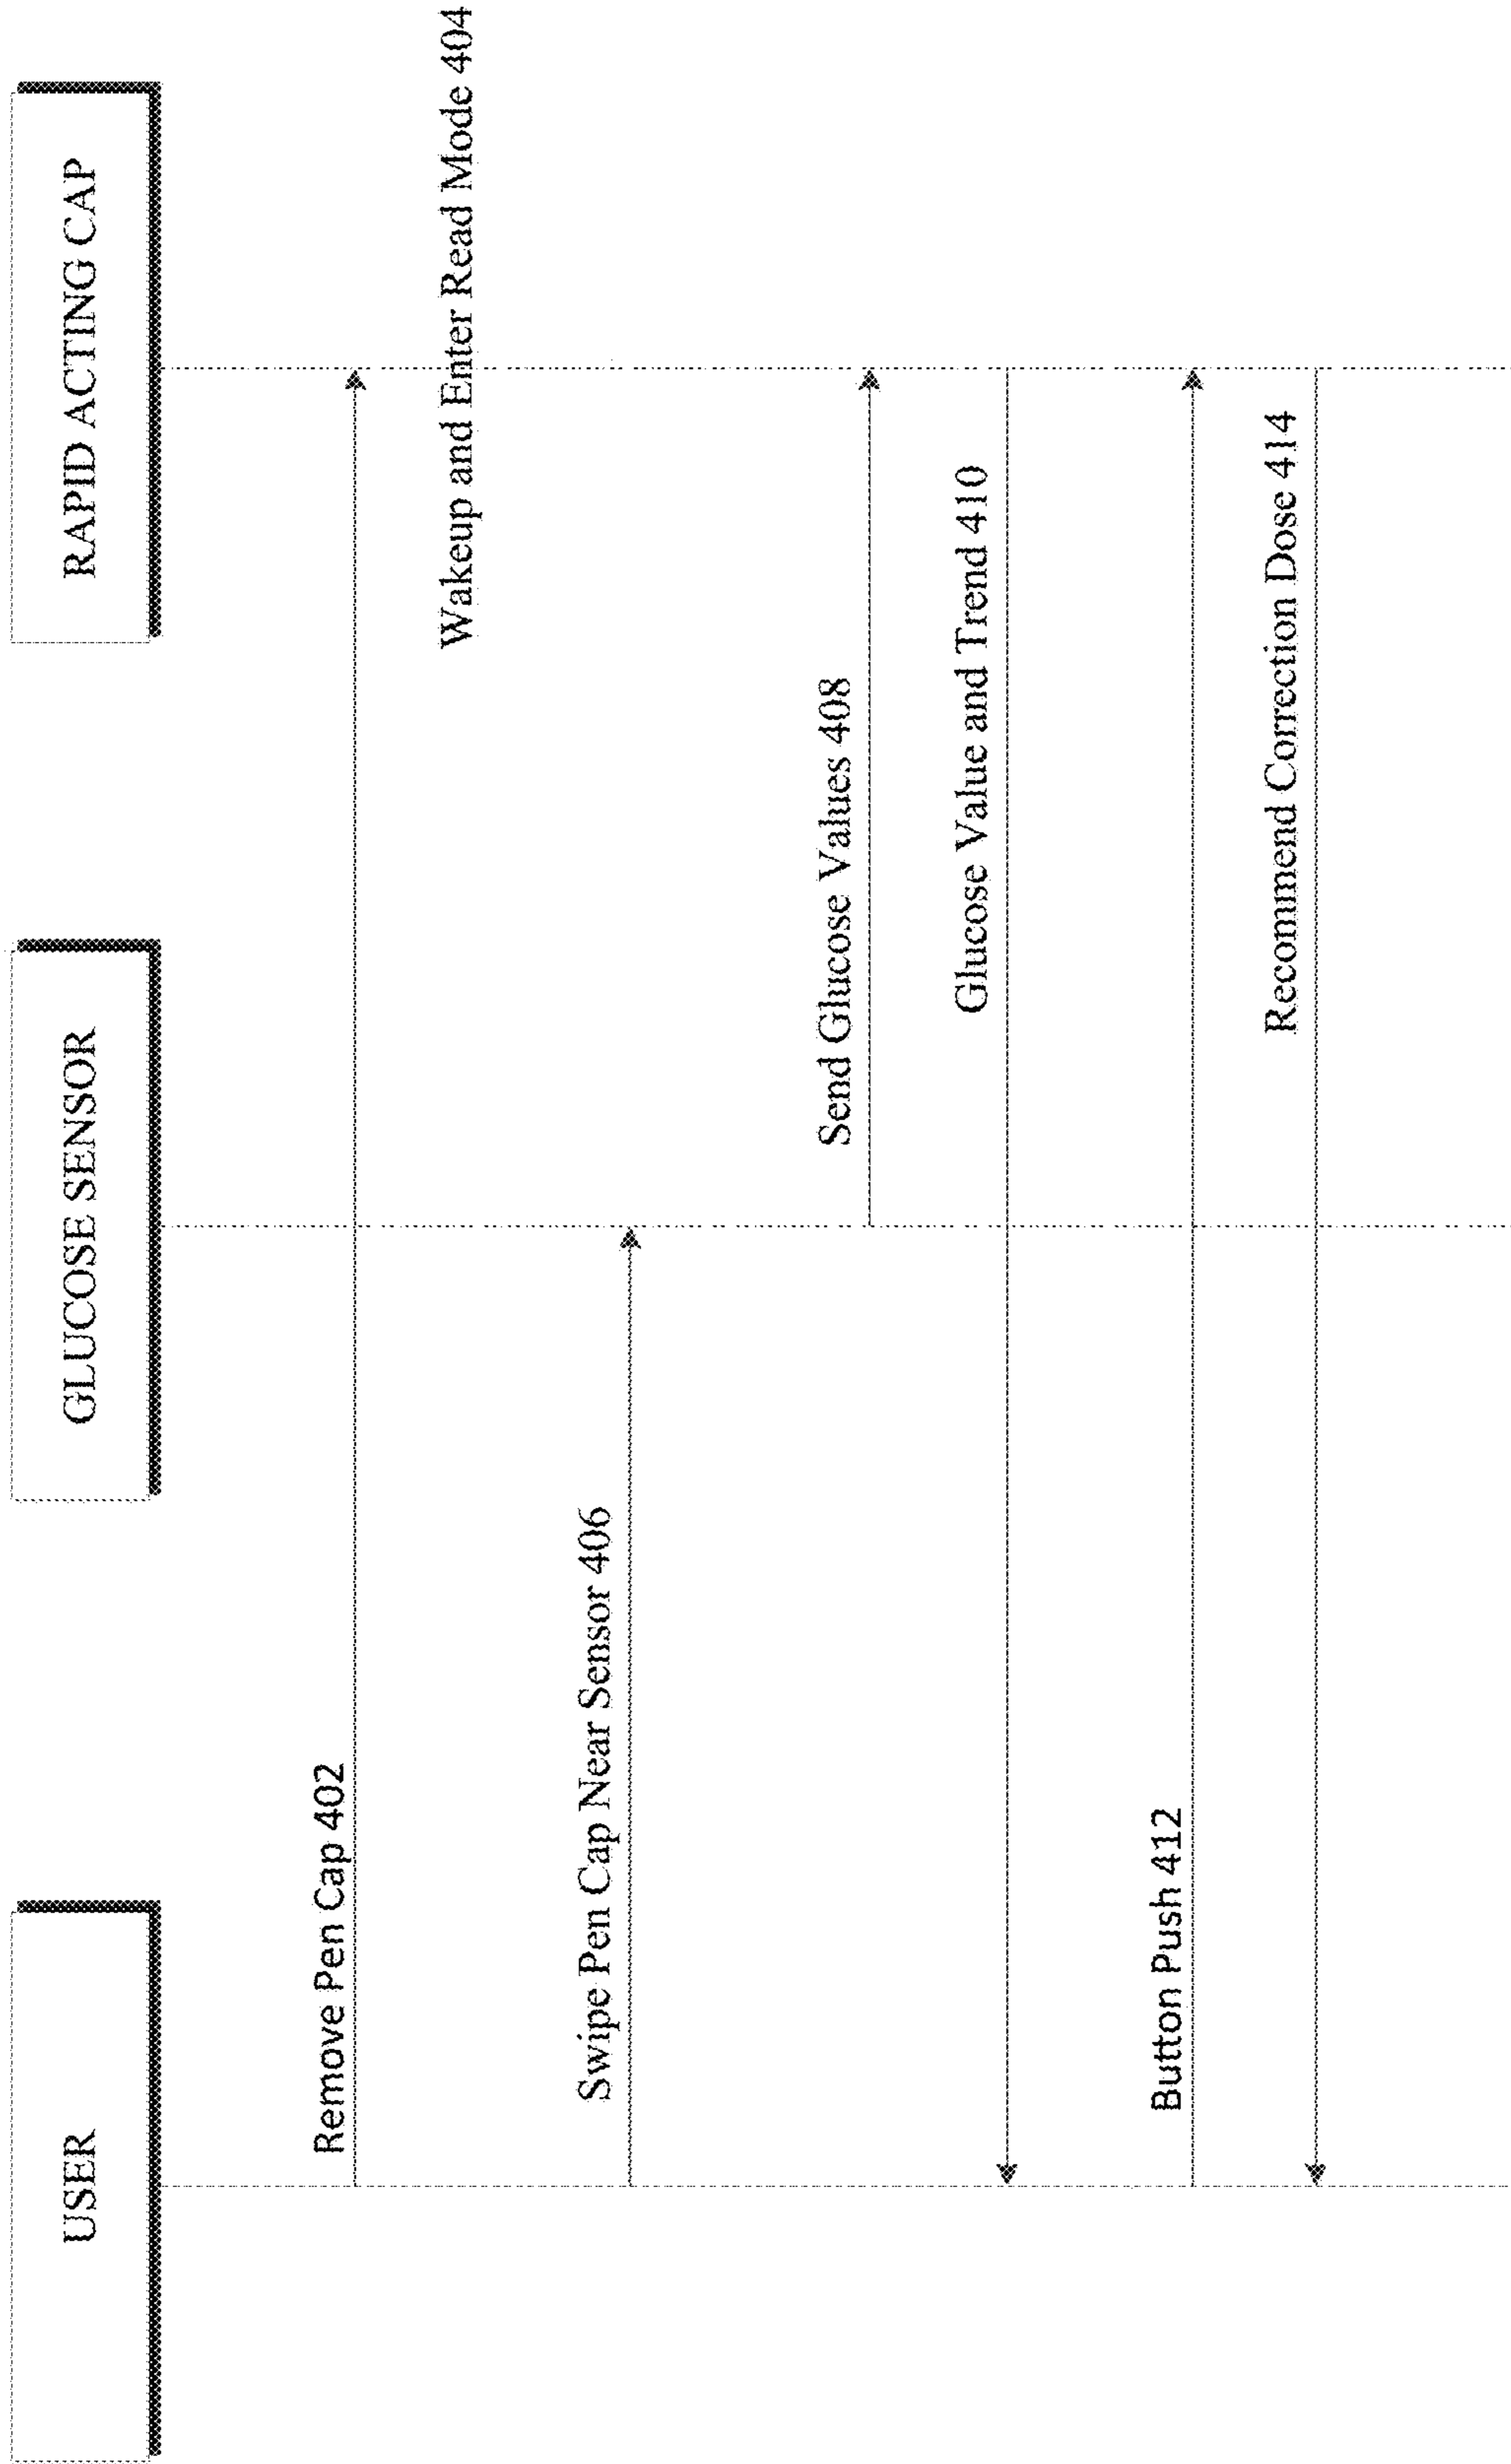 USER
GLUCOSE SENSOR
RAPID ACTING CAP
Remove Pen Cap 402
Wakeup and Enter Read Mode 404
Swipe Pen Cap Near Sensor 406
Send Glucose Values 408
Glucose Value and Trend 410
Button Push 412
Recommend Correction Dose 414